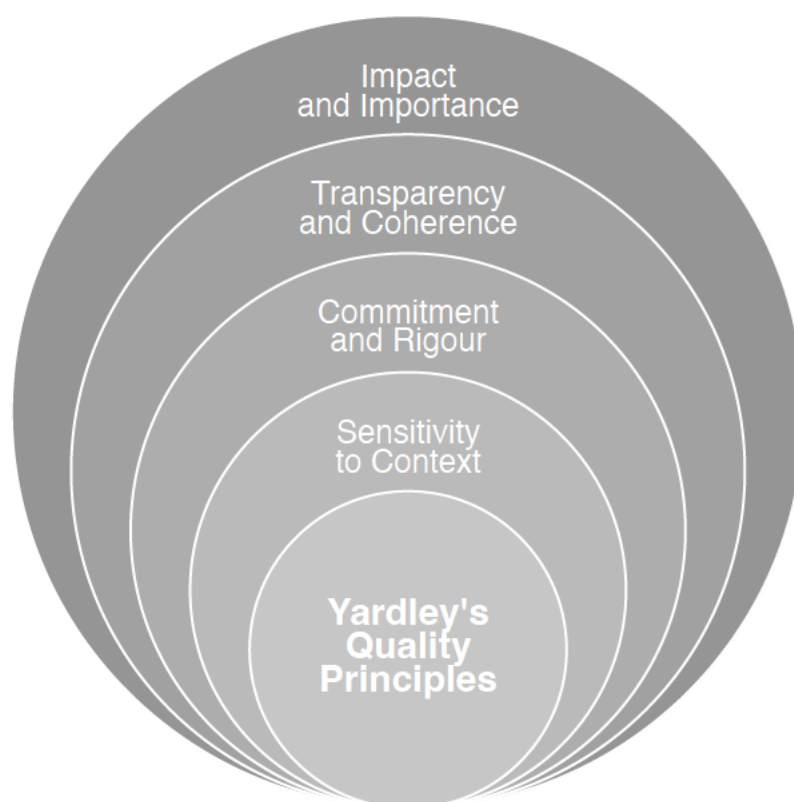 Impact
and Importance
Transparency
and Coherence
Commitment
and Rigour
Sensitivity
to Context
Yardley's
Quality
Principles